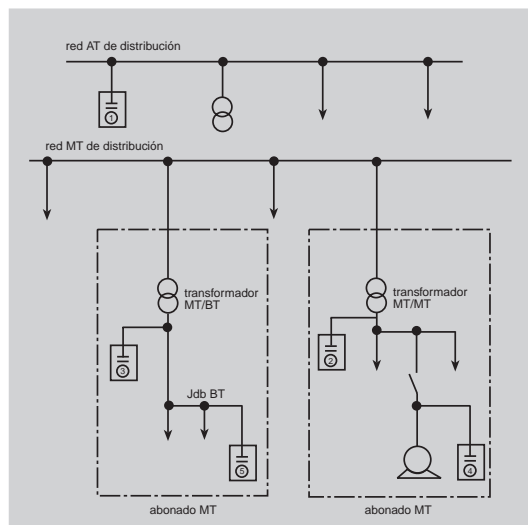 red AT de distribución
1
red MT de distribución
transformador
MT/BT
transformador
MT/MT
3
2
Jdb BT
5
4
abonado MT
abonado MT